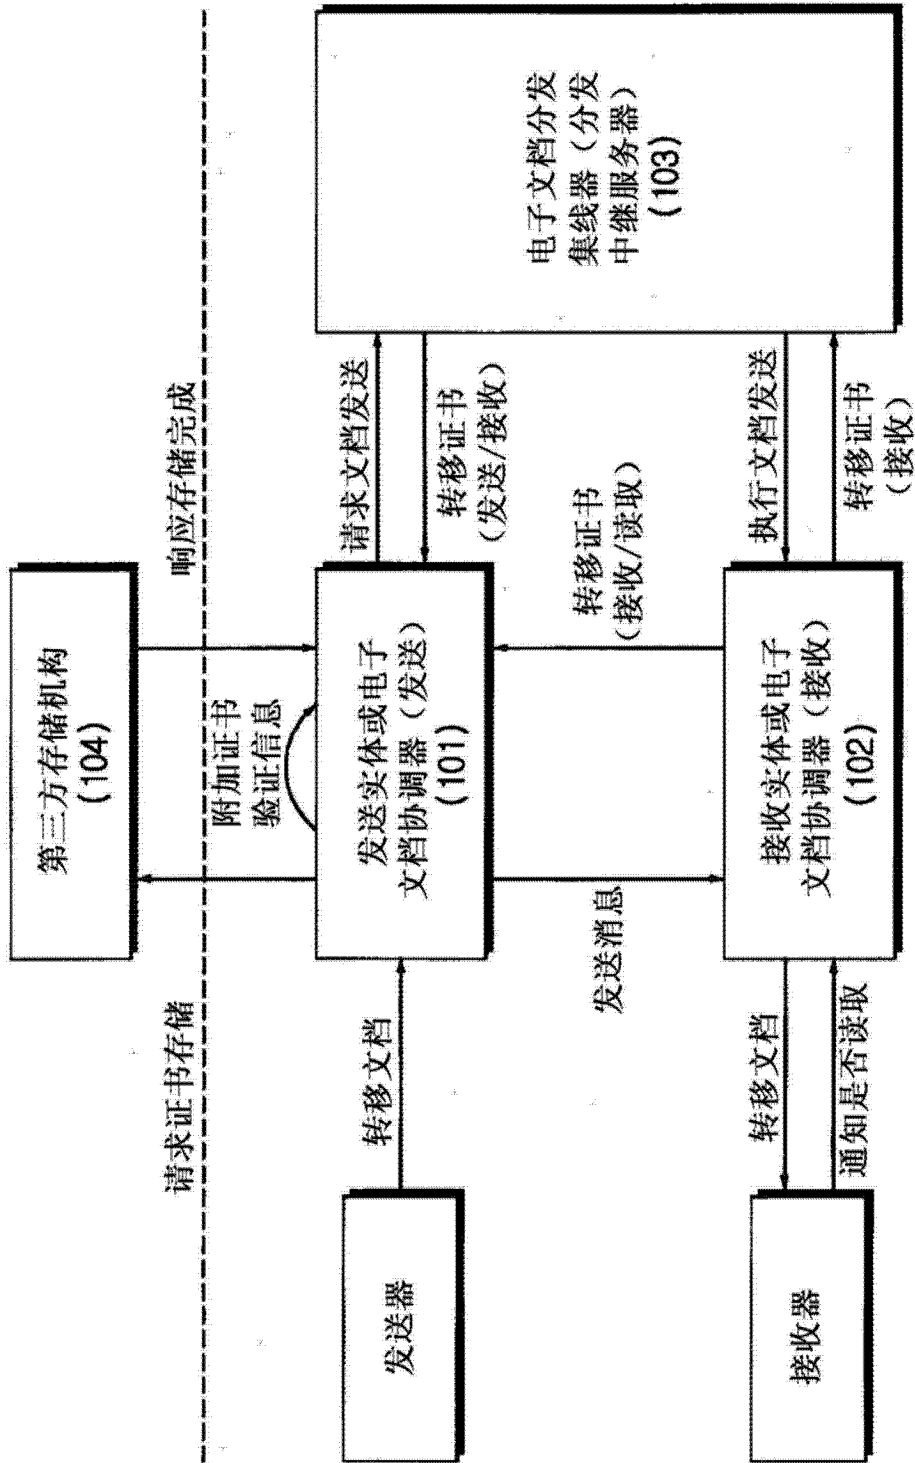 第三方存储机构
(104)
请求证书存储
响应存储完成
附加证书
验证信息
发送器
转移文档
发送实体或电子
文档协调器（发送）
(101)
请求文档发送
转移证书
（发送/接收）
电子文档分发
集线器（分发
中继服务器）
(103)
发送消息
转移证书
（接收/读取）
接收器
转移文档
通知是否读取
接收实体或电子
文档协调器（接收）
(102)
执行文档发送
转移证书
（接收）